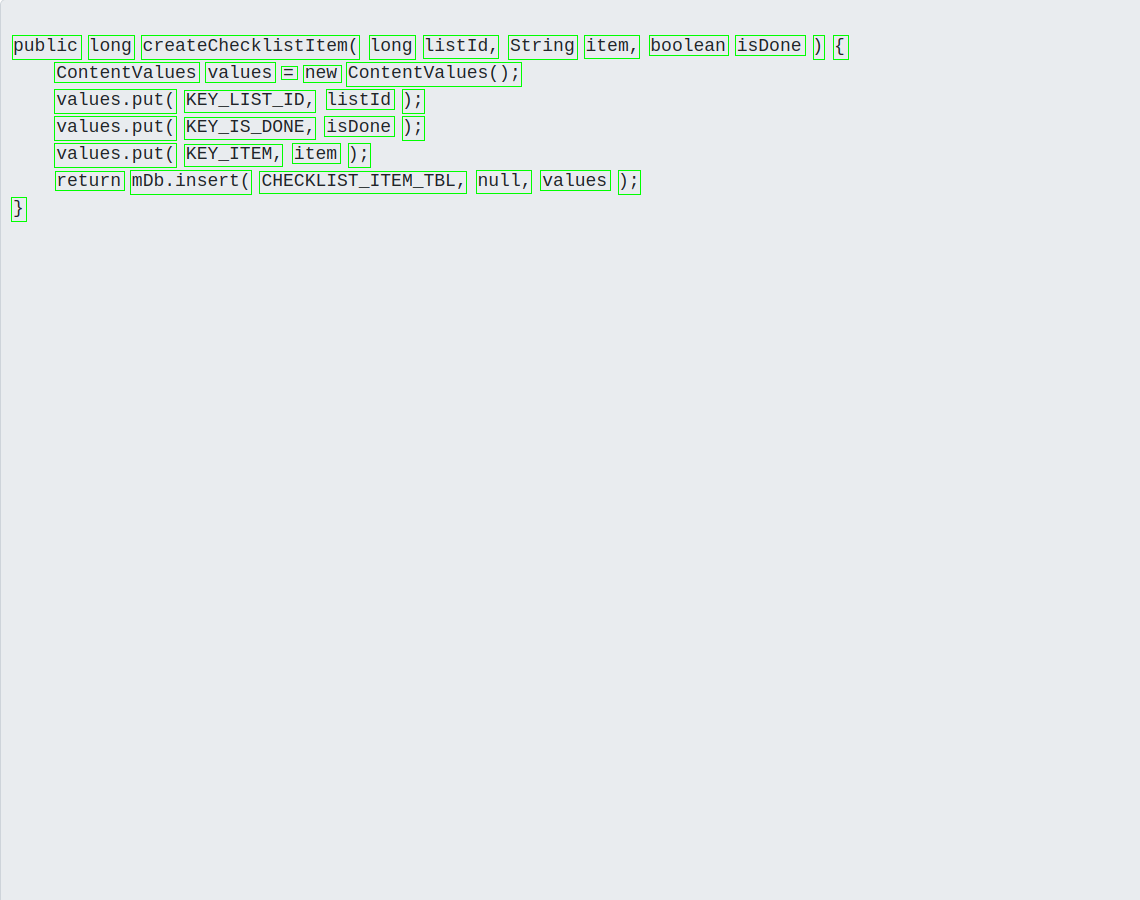 public long createChecklistItem( long listId, String item, boolean isDone ) {
    ContentValues values = new ContentValues();
    values.put( KEY_LIST_ID, listId );
    values.put( KEY_IS_DONE, isDone );
    values.put( KEY_ITEM, item );
    return mDb.insert( CHECKLIST_ITEM_TBL, null, values );
}